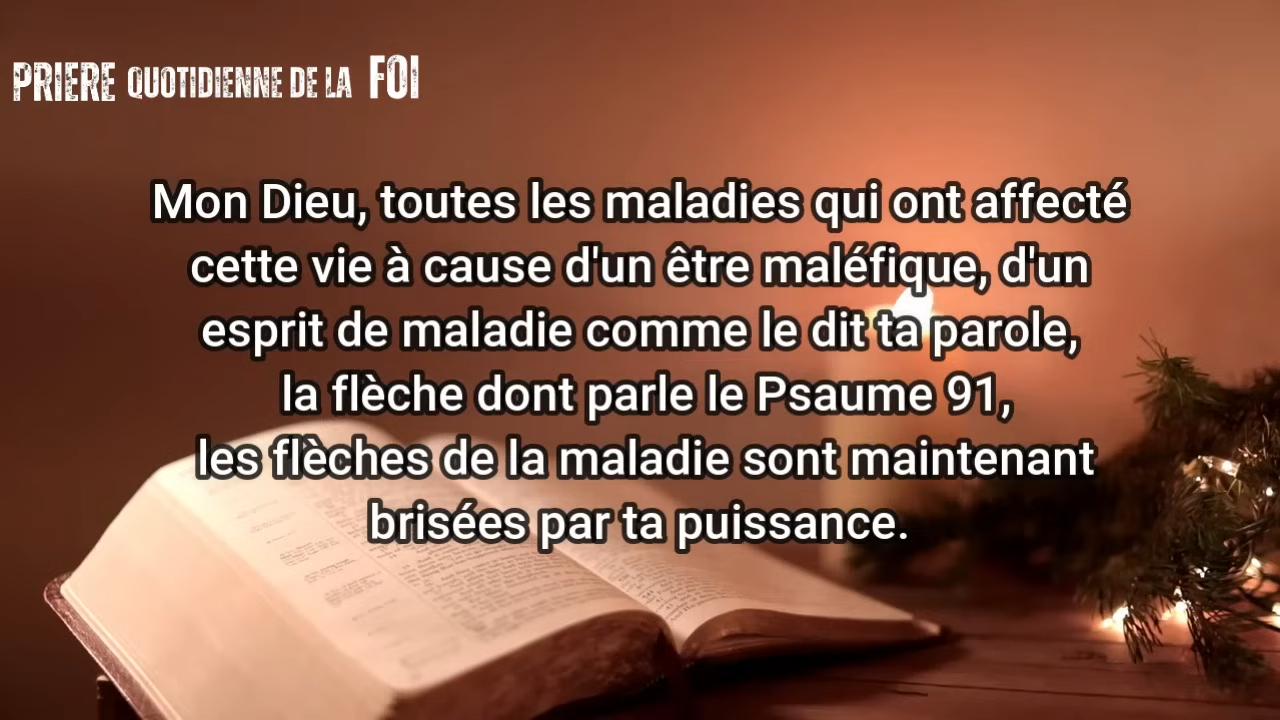 PRIERE QUOTIDIENNE DE LA FOI
Mon Dieu, toutes les maladies qui ont affecté
cette vie à cause d'un être maléfique, d'un
esprit de maladie comme le dit ta parole,
la flèche dont parle le Psaume 91,
les flèches de la maladie sont maintenant
brisées par ta puissance.